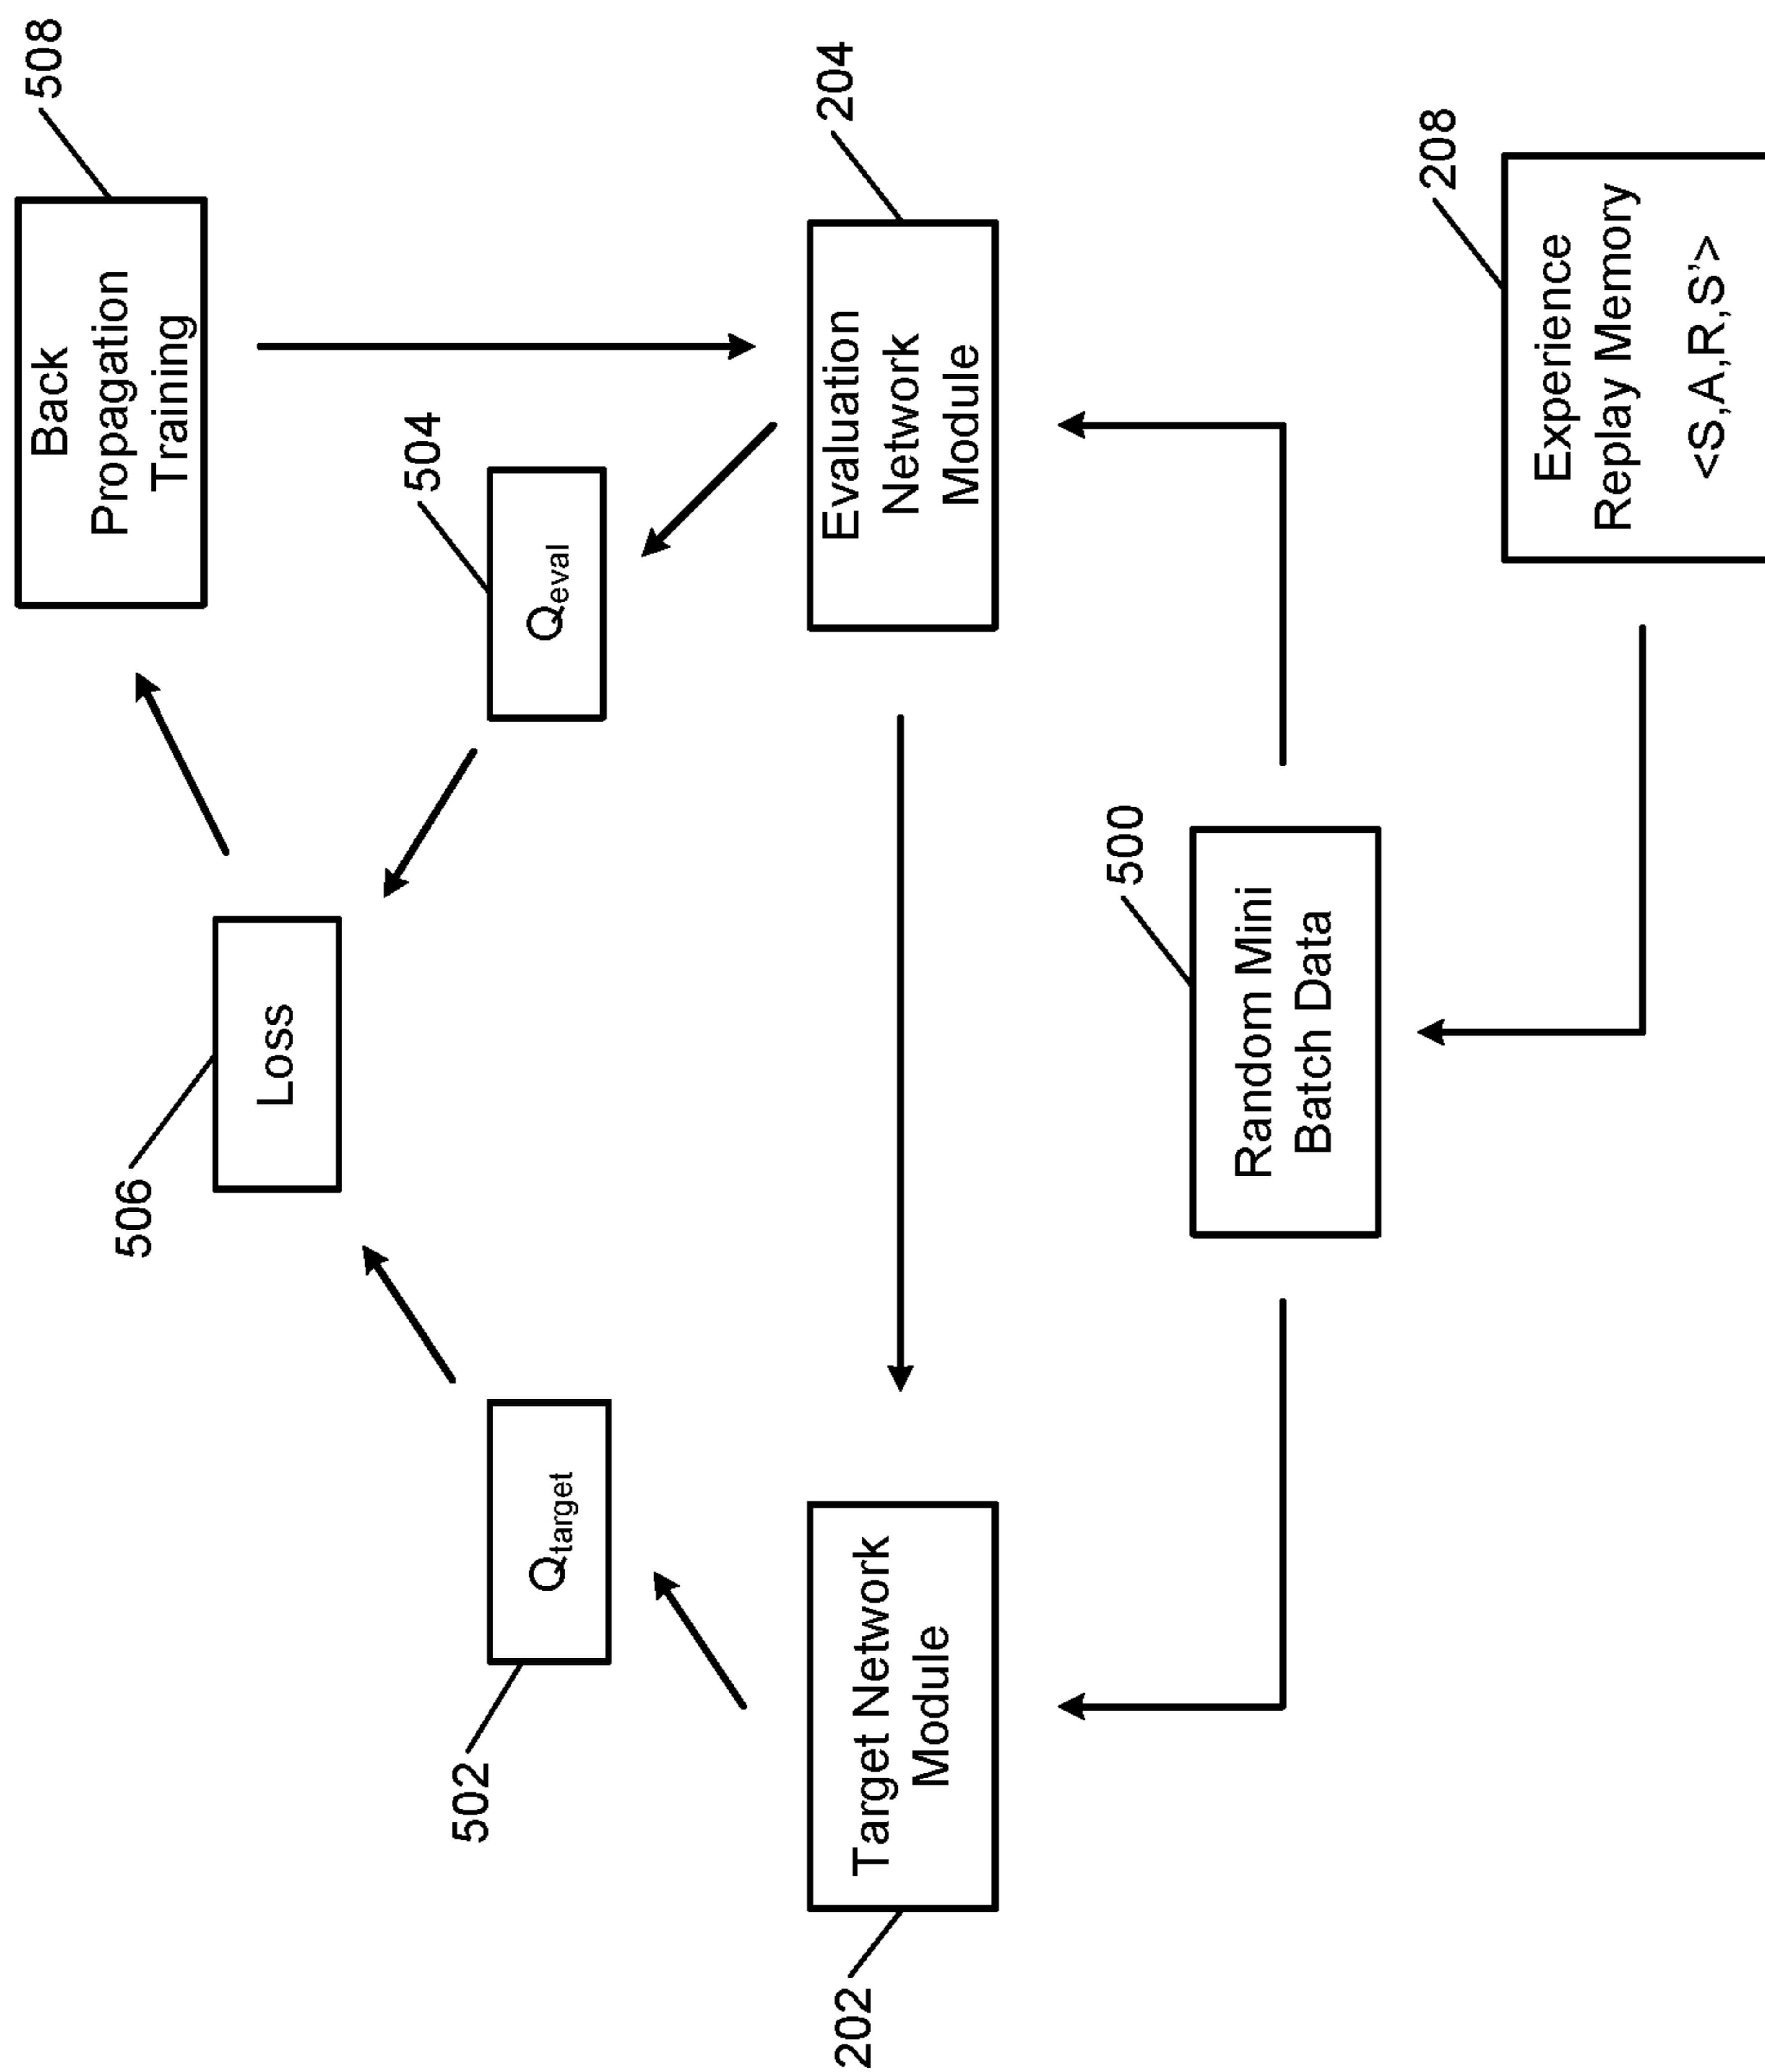 508
Back
Propagation
Training
506
Loss
504
502
Qtarget
Qeval
204
202
Target Network
Module
Evaluation
Network
Module
500
Random Mini
Batch Data
208
Experience
Replay Memory
<S,A,R,S’>